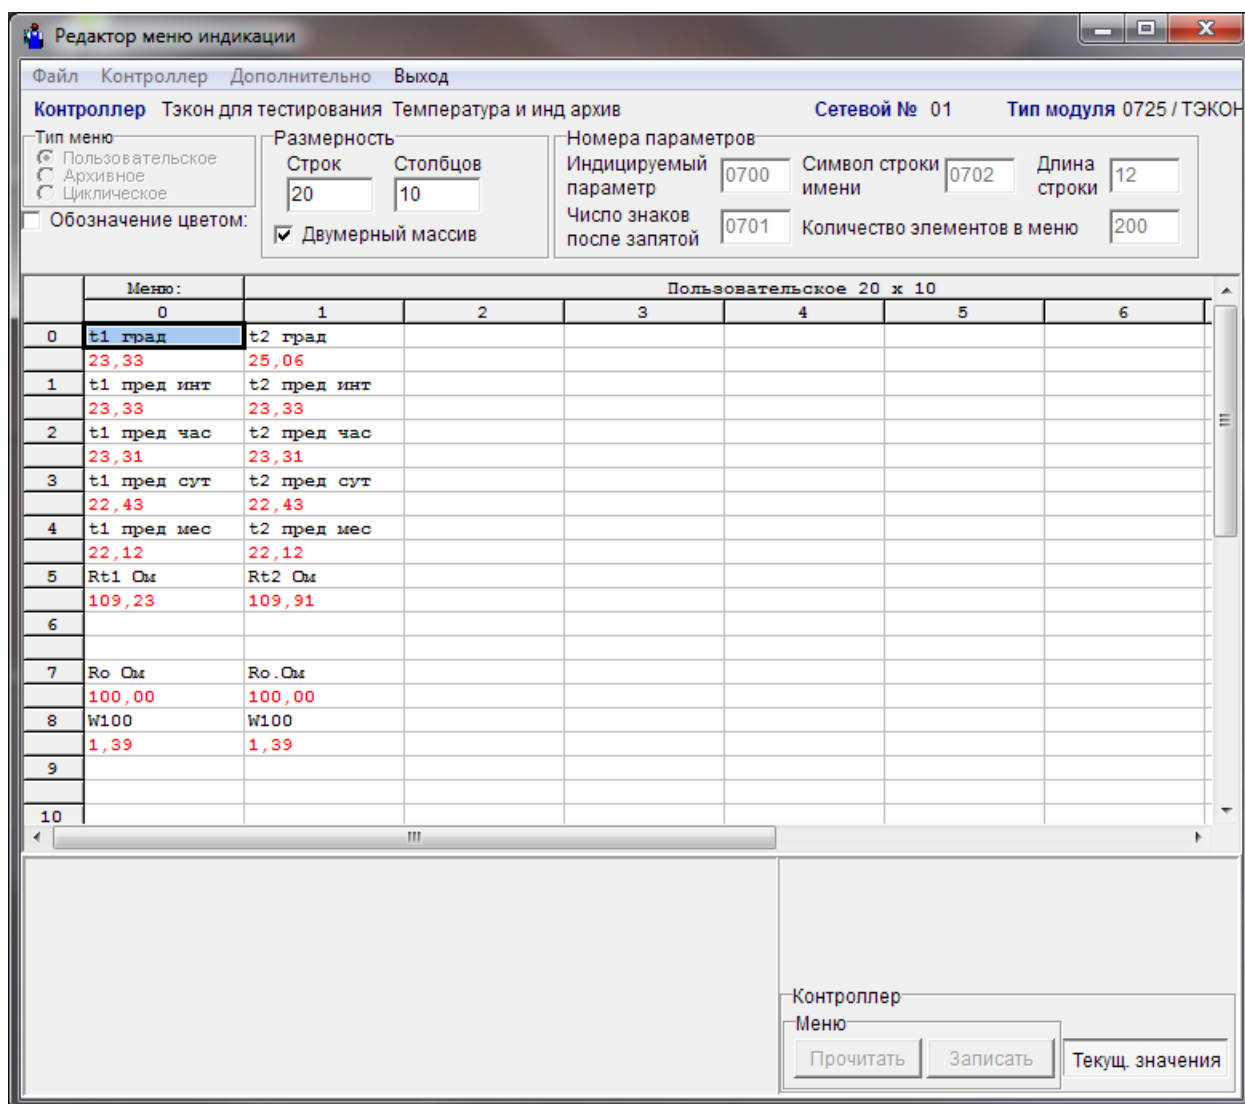 Редактор меню индикации
Файл Контроллер Дополнительно Выход
Контроллер Тэкон для тестирования Температура и инд архив Сетевой № 01 Тип модуля 0725 / ТЭКОН
Тип меню
Пользовательское
Архивное
Циклическое
Обозначение цветом:
Размерность
Строк Столбцов
20 10
Двумерный массив
Номера параметров
Индицируемый параметр 0700 Символ строки имени 0702 Длина строки 12
Число знаков после запятой 0701 Количество элементов в меню 200
Меню: Пользовательское 20 x 10
0 1 2 3 4 5 6
0 t1 град t2 град
23,33 25,06
1 t1 пред инт t2 пред инт
23,33 23,33
2 t1 пред час t2 пред час
23,31 23,31
3 t1 пред сут t2 пред сут
22,43 22,43
4 t1 пред мес t2 пред мес
22,12 22,12
5 Rt1 Ом Rt2 Ом
109,23 109,91
6
7 Ro Ом Ro.Ом
100,00 100,00
8 W100 W100
1,39 1,39
9
10
Контроллер
Меню
Прочитать Записать Текущ. значения